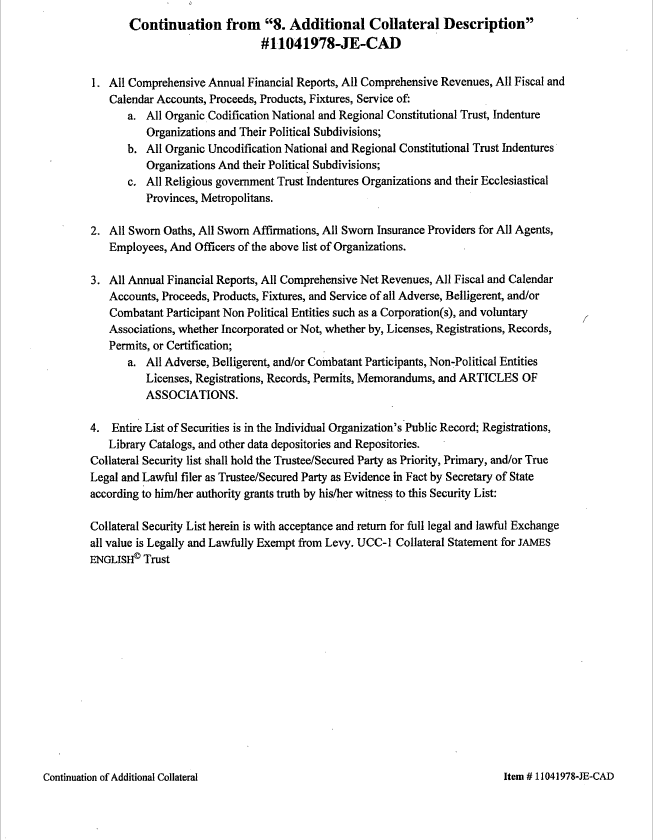 Continuation from “8. Additional Collateral Description”
#11041978-JE-CAD
1. All Comprehensive Annual Financial Reports, All Comprehensive Revenues, All Fiscal and
Calendar Accounts, Proceeds, Products, Fixtures, Service of:
a. All Organic Codification National and Regional Constitutional Trust, Indenture
Organizations and Their Political Subdivisions;
b. All Organic Uncodification National and Regional Constitutional Trust Indentures
Organizations And their Political Subdivisions;
c. All Religious government Trust Indentures Organizations and their Ecclesiastical
Provinces, Metropolitans.
2. All Sworn Oaths, All Sworn Affirmations, All Sworn Insurance Providers for All Agents,
Employees, And Officers of the above list of Organizations.
3. All Annual Financial Reports, All Comprehensive Net Revenues, All Fiscal and Calendar
Accounts, Proceeds, Products, Fixtures, and Service of all Adverse, Belligerent, and/or
Combatant Participant Non Political Entities such as a Corporation(s), and voluntary
Associations, whether Incorporated or Not, whether by, Licenses, Registrations, Records,
Permits, or Certification;
a. All Adverse, Belligerent, and/or Combatant Participants, Non-Political Entities
Licenses, Registrations, Records, Permits, Memorandums, and ARTICLES OF
ASSOCIATIONS.
4. Entire List of Securities is in the Individual Organization’s Public Record; Registrations,
Library Catalogs, and other data depositories and Repositories.
Collateral Security list shall hold the Trustee/Secured Party as Priority, Primary, and/or True
Legal and Lawful filer as Trustee/Secured Party as Evidence in Fact by Secretary of State
according to him/her authority grants truth by his/her witness to this Security List:
Collateral Security List herein is with acceptance and return for full legal and lawful Exchange
all value is Legally and Lawfully Exempt from Levy. UCC-1 Collateral Statement for JAMES
ENGLISH© Trust
Continuation of Additional Collateral
Item # 11041978-JE-CAD